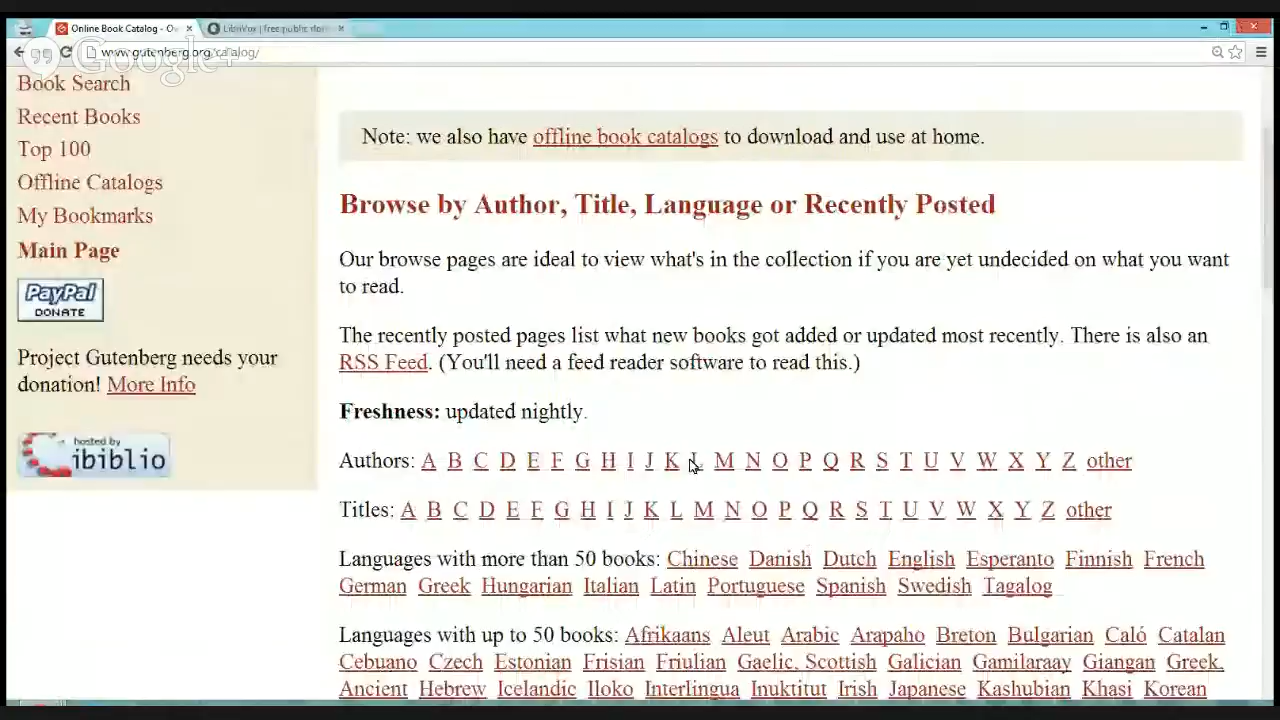 Online Book Catalog - Ov
LibriVox | free public dom
www.gutenberg.org/catalog/
Google+
Book Search
Recent Books
Top 100
Offline Catalogs
My Bookmarks
Main Page
PayPal
DONATE
Project Gutenberg needs your
donation! More Info
hosted by
ibiblio
Note: we also have offline book catalogs to download and use at home.
Browse by Author, Title, Language or Recently Posted
Our browse pages are ideal to view what's in the collection if you are yet undecided on what you want
to read.
The recently posted pages list what new books got added or updated most recently. There is also an
RSS Feed. (You'll need a feed reader software to read this.)
Freshness: updated nightly.
Authors: A B C D E F G H I J K L M N O P Q R S T U V W X Y Z other
Titles: A B C D E F G H I J K L M N O P Q R S T U V W X Y Z other
Languages with more than 50 books: Chinese Danish Dutch English Esperanto Finnish French
German Greek Hungarian Italian Latin Portuguese Spanish Swedish Tagalog
Languages with up to 50 books: Afrikaans Aleut Arabic Arapaho Breton Bulgarian Caló Catalan
Cebuano Czech Estonian Frisian Friulian Gaelic, Scottish Galician Gamilaraay Giangan Greek,
Ancient Hebrew Icelandic Iloko Interlingua Inuktitut Irish Japanese Kashubian Khasi Korean